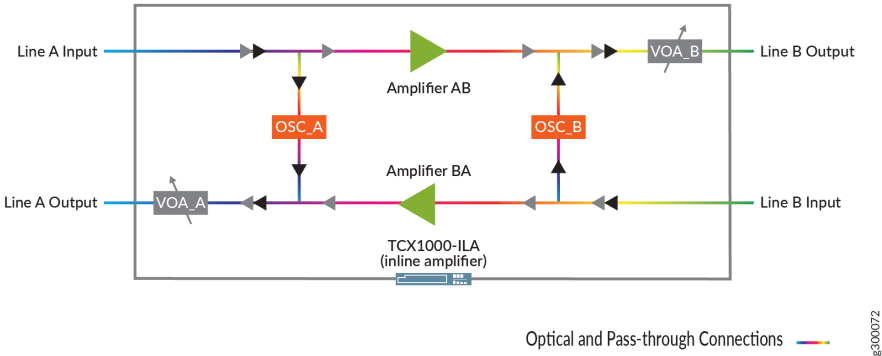 Line A Input
VOA_B
Line B Output
Amplifier AB
OSC_A
OSC_B
Amplifier BA
Line A Output
VOA_A
Line B Input
TCX1000-ILA
(inline amplifier)
Optical and Pass-through Connections
g300072